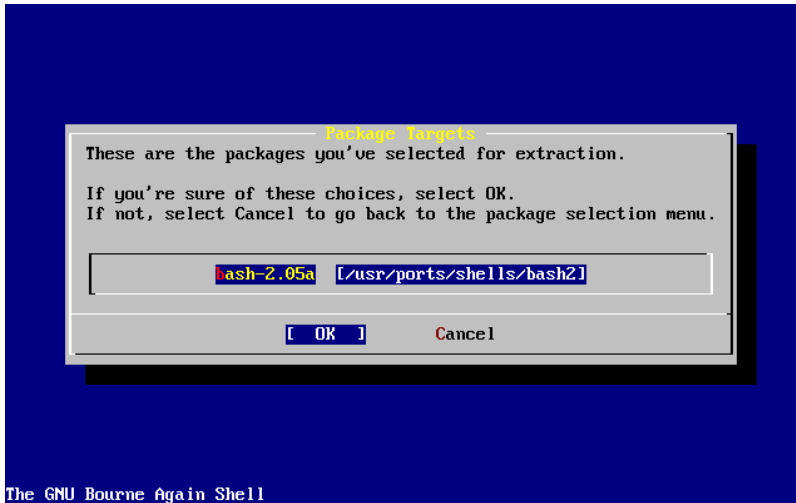 Package Targets
These are the packages you've selected for extraction.
If you're sure of these choices, select OK.
If not, select Cancel to go back to the package selection menu.
bash-2.05a [/usr/ports/shells/bash2]
[ OK ] Cancel
The GNU Bourne Again Shell